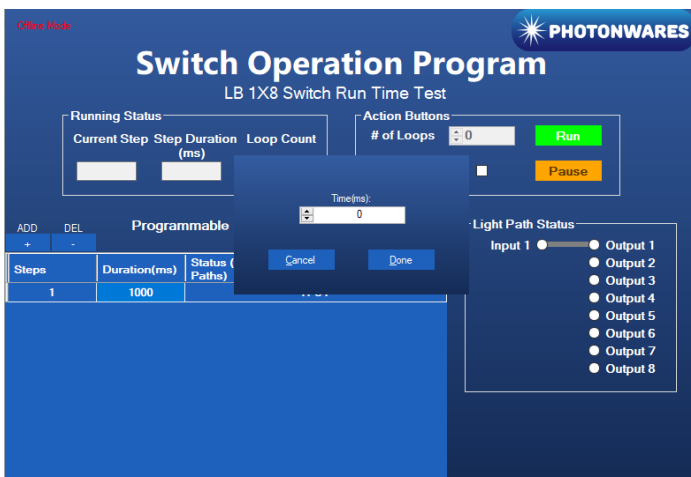 Offline Mode
PHOTONWARES
Switch Operation Program
LB 1X8 Switch Run Time Test
Running Status
Current Step Step Duration (ms) Loop Count
Action Buttons
# of Loops 0 Run
Pause
Time(ms):
0
Cancel Done
ADD DEL
+ -
Programmable
Steps Duration(ms) Status ( Paths)
1 1000
Light Path Status
Input 1 Output 1
Output 2
Output 3
Output 4
Output 5
Output 6
Output 7
Output 8